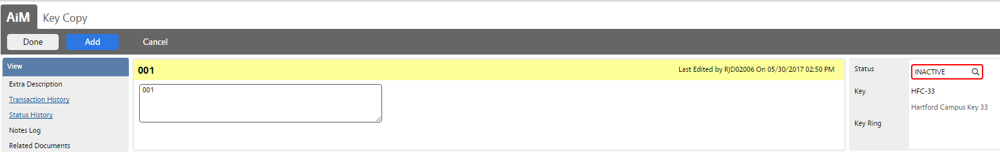 AiM Key Copy
Done Add Cancel
View
Extra Description
Transaction History
Status History
Notes Log
Related Documents
001 Last Edited by RJD02006 On 05/30/2017 02:50 PM
001
Status INACTIVE
Key HFC-33
Hartford Campus Key 33
Key Ring